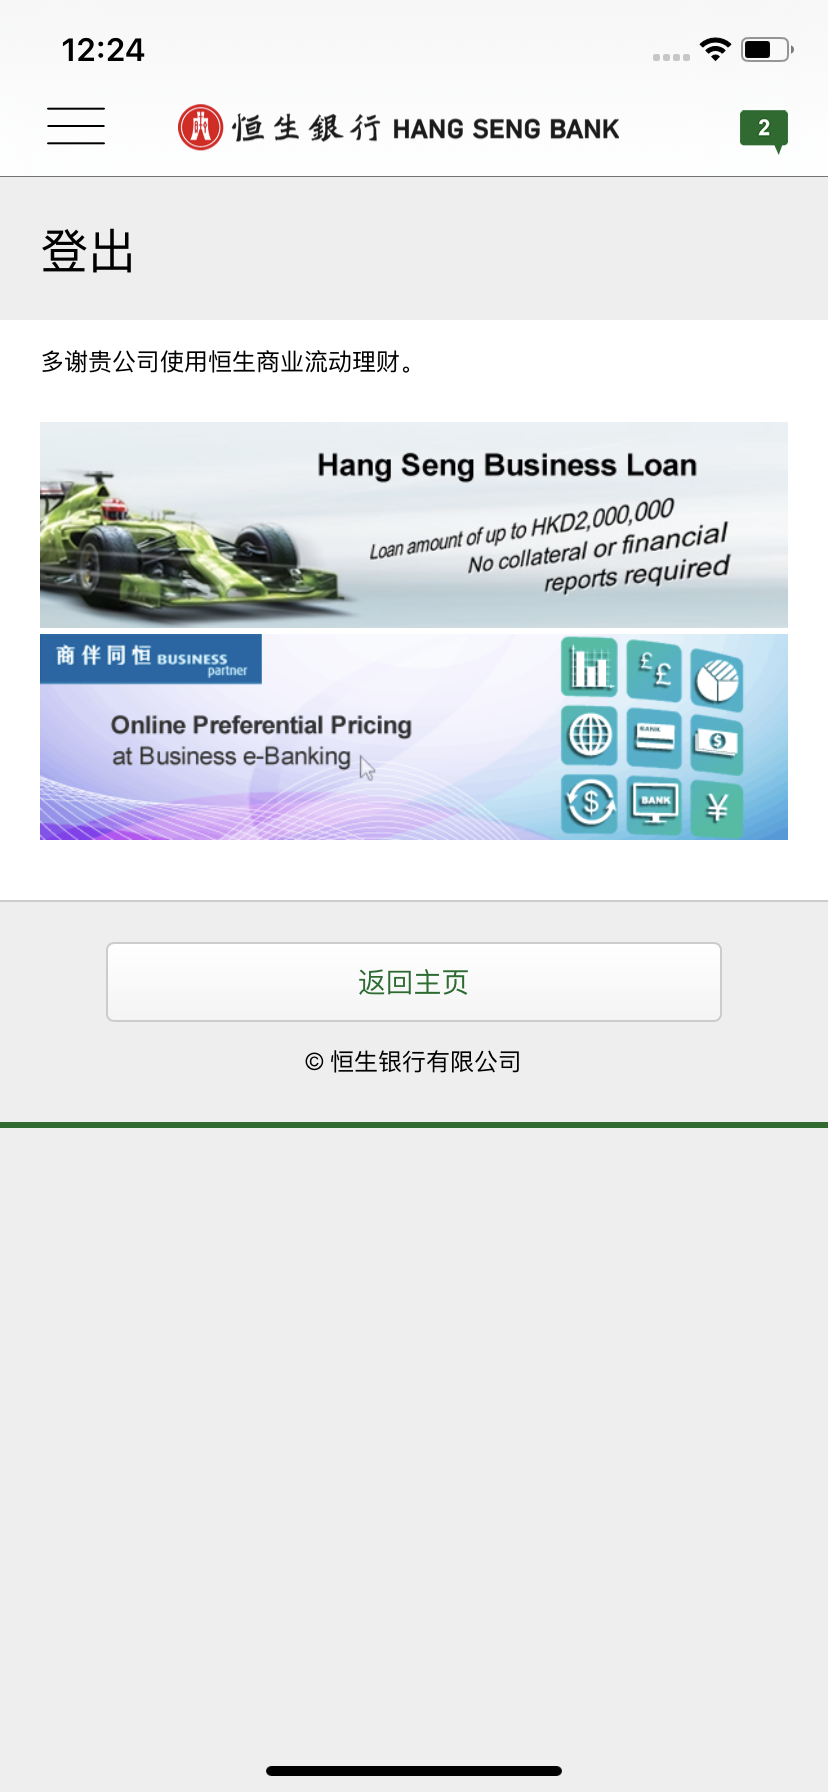 12:24
恒生銀行 HANG SENG BANK
2
登出
多谢贵公司使用恒生商业流动理财。
Hang Seng Business Loan
Loan amount of up to HKD2,000,000
No collateral or financial
reports required
商伴同恒 BUSINESS
partner
Online Preferential Pricing
at Business e-Banking
£
£
BANK
$
$
BANK
¥
返回主页
© 恒生银行有限公司